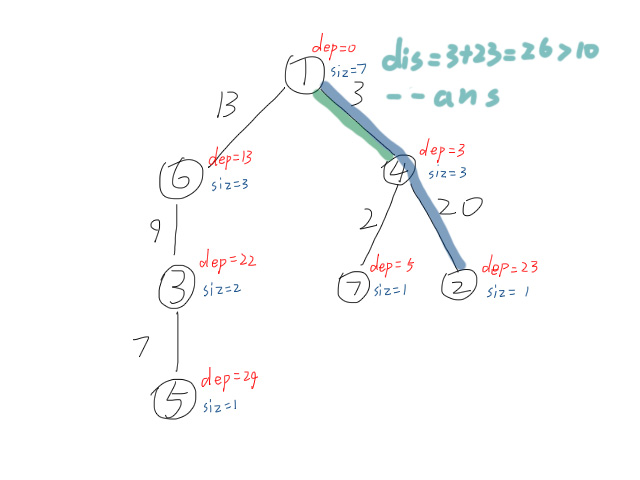 dep=0
dis=3+23=26>10
1
siz=7
3
--ans
13
6
dep=13
siz=3
4
dep=3
siz=3
9
2
20
3
dep=22
siz=2
7
dep=5
siz=1
2
dep=23
siz=1
7
5
dep=29
siz=1